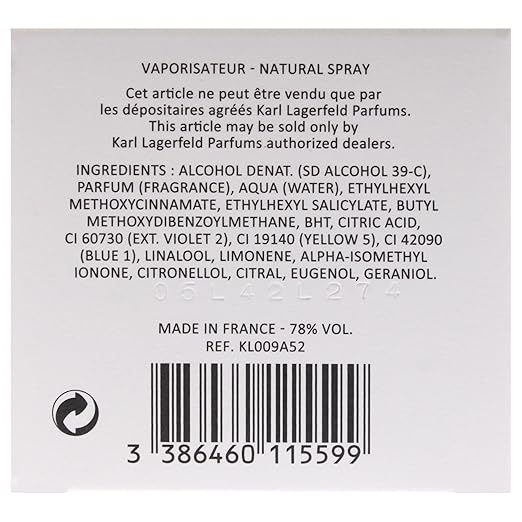 VAPORISATEUR - NATURAL SPRAY
Cet article ne peut être vendu que par
les dépositaires agréés Karl Lagerfeld Parfums.
This article may be sold only by
Karl Lagerfeld Parfums authorized dealers.
INGREDIENTS : ALCOHOL DENAT. (SD ALCOHOL 39-C),
PARFUM (FRAGRANCE), AQUA (WATER), ETHYLHEXYL
METHOXYCINNAMATE, ETHYLHEXYL SALICYLATE, BUTYL
METHOXYDIBENZOYLMETHANE, BHT, CITRIC ACID,
CI 60730 (EXT. VIOLET 2), CI 19140 (YELLOW 5), CI 42090
(BLUE 1), LINALOOL, LIMONENE, ALPHA-ISOMETHYL
IONONE, CITRONELLOL, CITRAL, EUGENOL, GERANIOL.
05L42L274
MADE IN FRANCE - 78% VOL.
REF. KL009A52
3 386460 115599